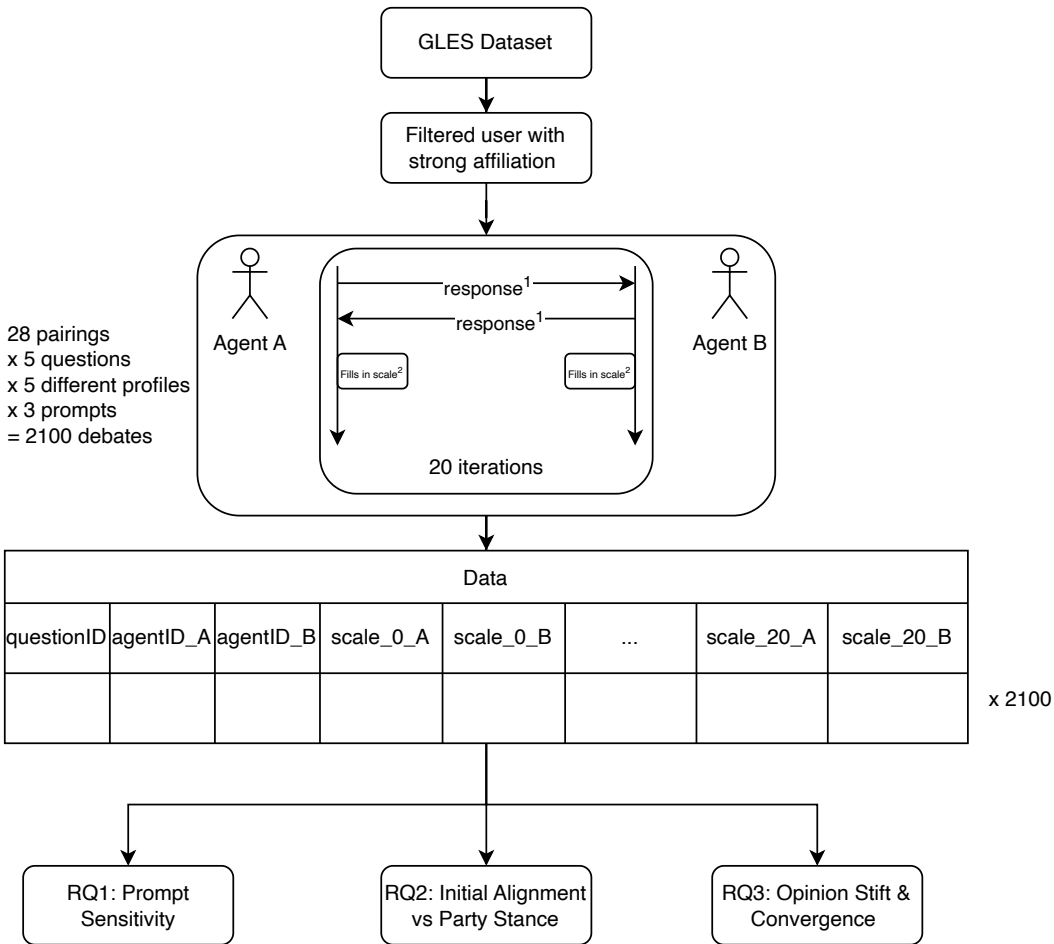 GLES Dataset
Filtered user with
strong affiliation
28 pairings
x 5 questions
x 5 different profiles
x 3 prompts
= 2100 debates
Agent A
response¹
response¹
Fills in scale²
Fills in scale²
20 iterations
Agent B
Data
questionID agentID_A agentID_B scale_0_A scale_0_B ... scale_20_A scale_20_B
x 2100
RQ1: Prompt
Sensitivity
RQ2: Initial Alignment
vs Party Stance
RQ3: Opinion Stift &
Convergence